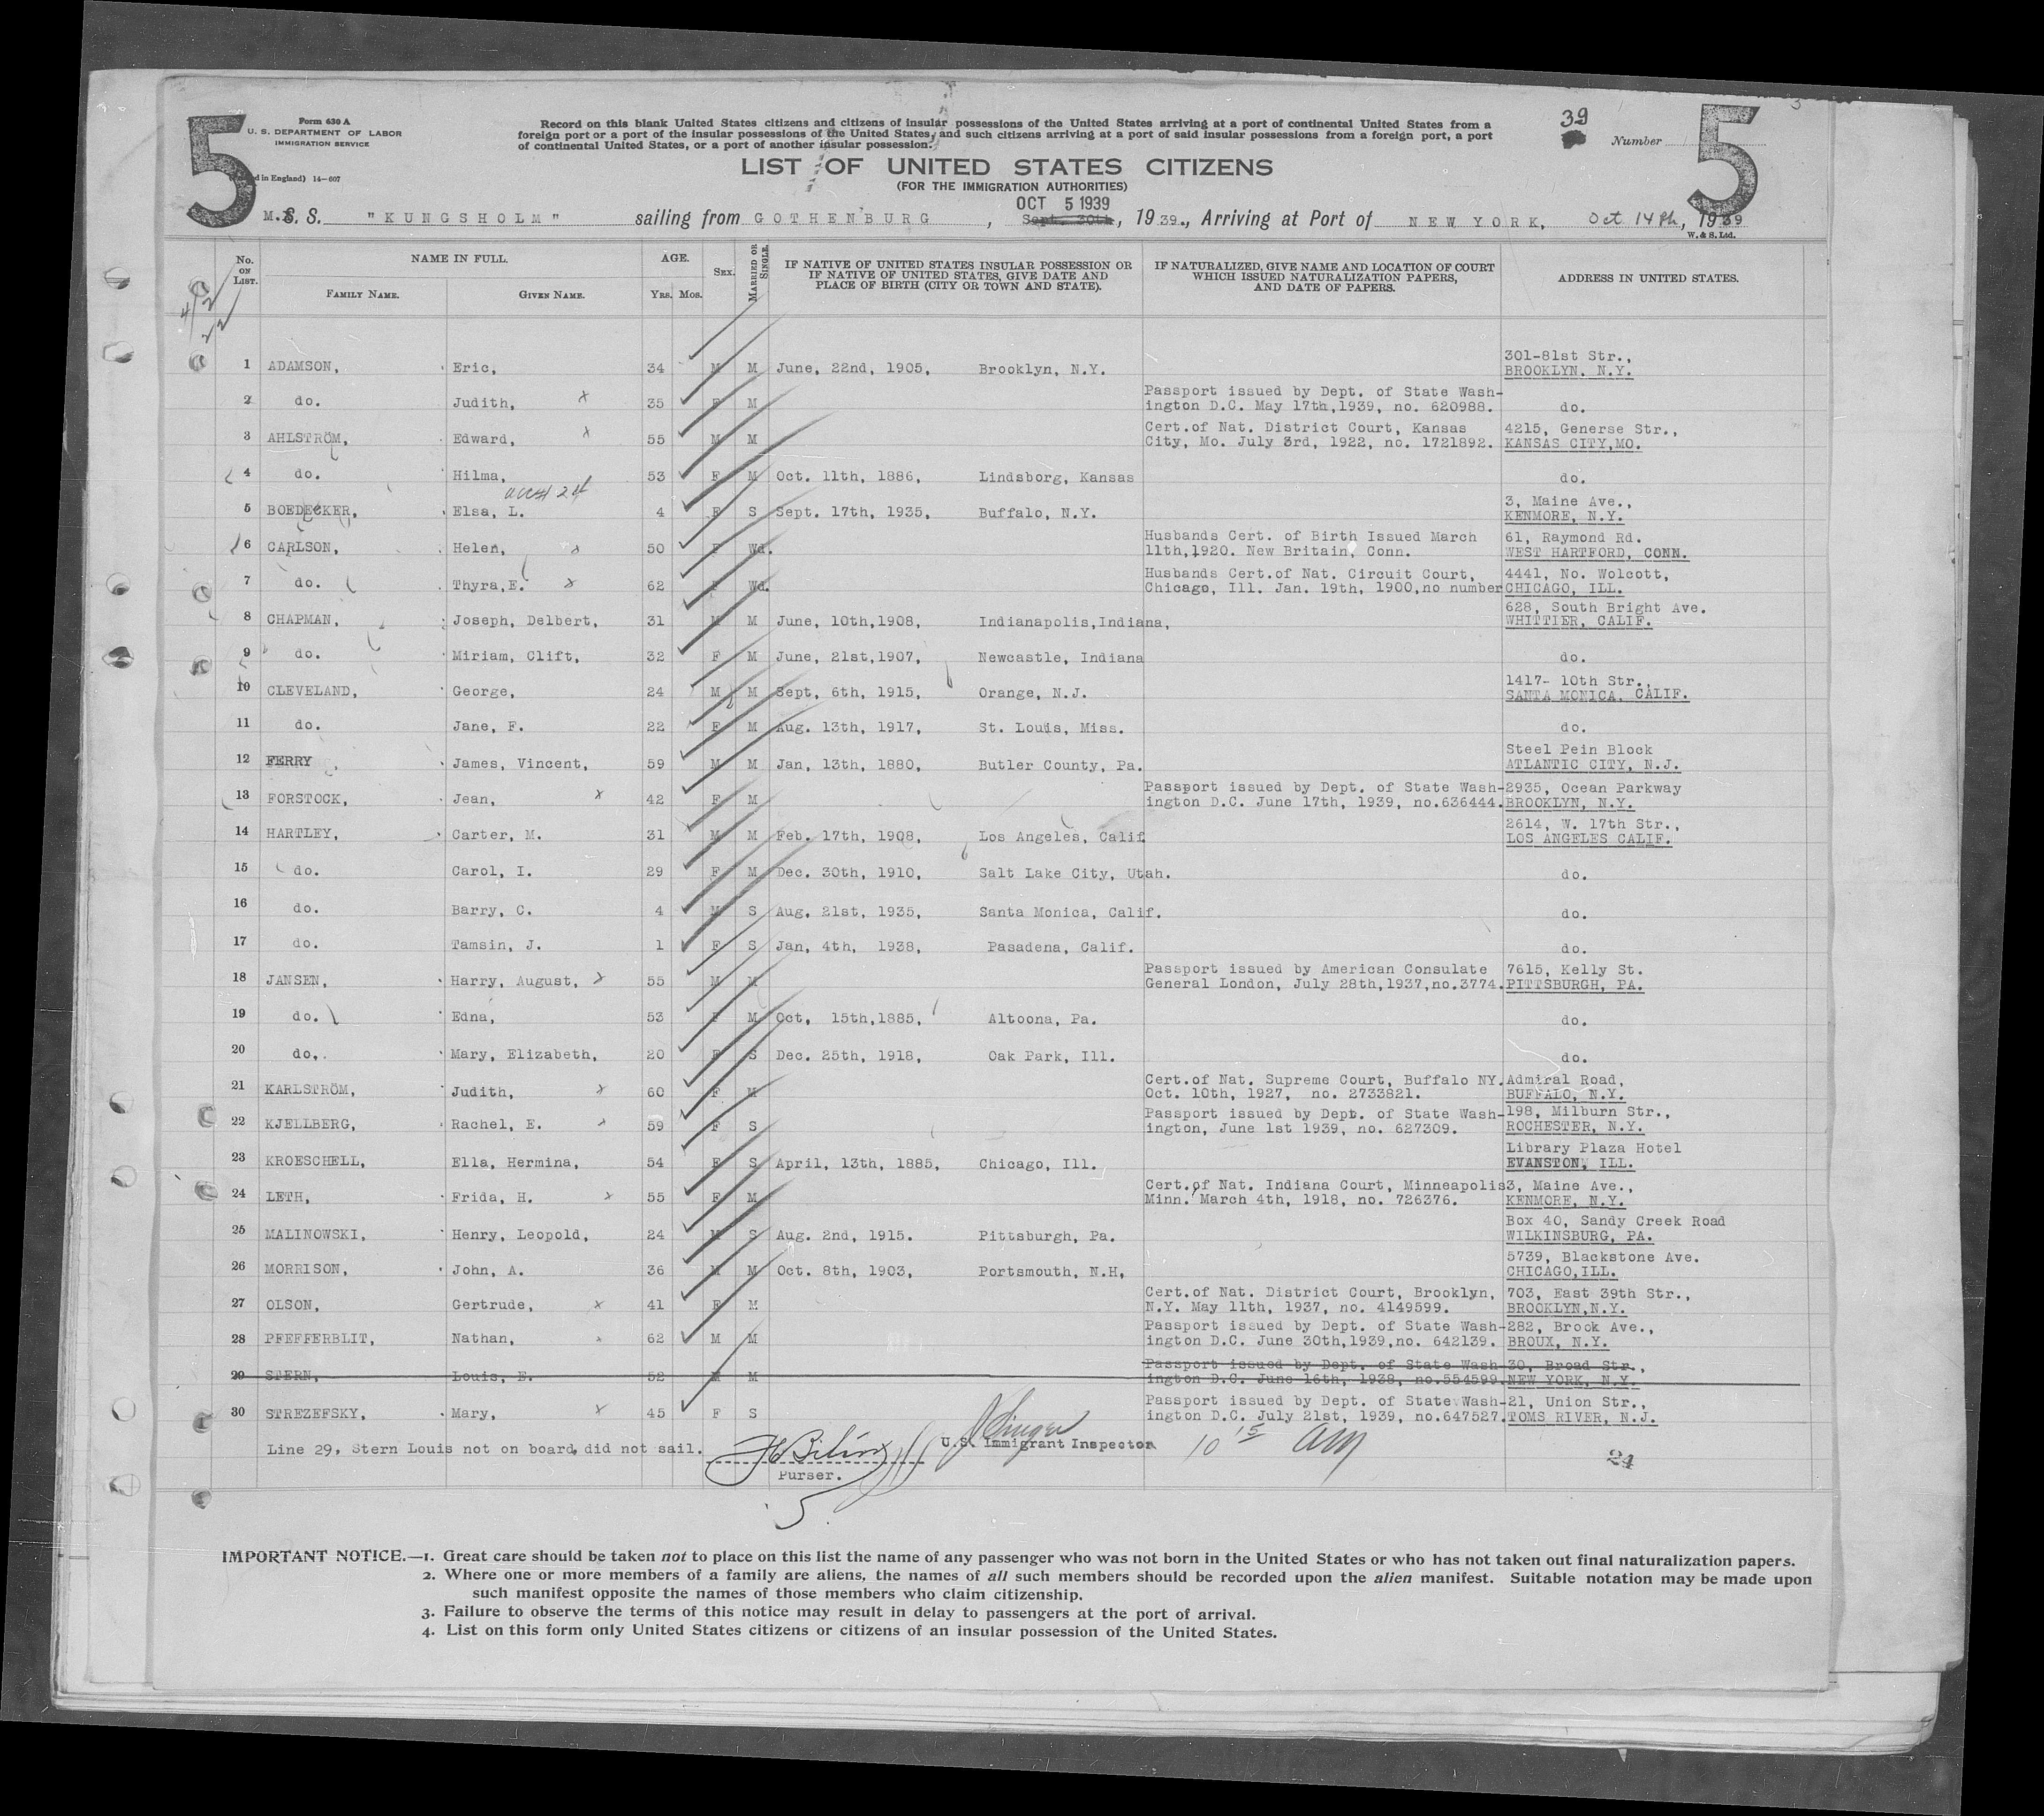 5
Form 630 A
U. S. DEPARTMENT OF LABOR
IMMIGRATION SERVICE
d in England) 14—607
Record on this blank United States citizens and citizens of insular possessions of the United States arriving at a port of continental United States from a
foreign port or a port of the insular possessions of the United States, and such citizens arriving at a port of said insular possessions from a foreign port, a port
of continental United States, or a port of another insular possession.
39
Number
5
LIST OF UNITED STATES CITIZENS
(FOR THE IMMIGRATION AUTHORITIES)
OCT 5 1939
M.S. S. "KUNGSHOLM" sailing from GOTHENBURG, Sept. 30th, 1939., Arriving at Port of NEW YORK, Oct 14th, 1939
W. & S. Ltd.
No. ON LIST. NAME IN FULL. FAMILY NAME. GIVEN NAME. AGE. YRS. MOS. SEX. MARRIED OR SINGLE. IF NATIVE OF UNITED STATES INSULAR POSSESSION OR IF NATIVE OF UNITED STATES, GIVE DATE AND PLACE OF BIRTH (CITY OR TOWN AND STATE). IF NATURALIZED, GIVE NAME AND LOCATION OF COURT WHICH ISSUED NATURALIZATION PAPERS, AND DATE OF PAPERS. ADDRESS IN UNITED STATES.
301-81st Str.,
1 ADAMSON, Eric, 34 M M June, 22nd, 1905, Brooklyn, N.Y. BROOKLYN, N.Y.
Passport issued by Dept. of State Wash-
2 do. Judith, x 35 F M ington D.C. May 17th,1939, no. 620988. do.
Cert.of Nat. District Court, Kansas 4215, Generse Str.,
3 AHLSTRÖM, Edward, x 55 M M City, Mo. July 3rd, 1922, no. 1721892. KANSAS CITY,MO.
4 do. Hilma, 53 F M Oct. 11th, 1886, Lindsborg, Kansas do.
3, Maine Ave.,
5 BOEDECKER, Elsa, L. 4 F S Sept. 17th, 1935, Buffalo, N.Y. KENMORE, N.Y.
Husbands Cert. of Birth Issued March 61, Raymond Rd.
6 CARLSON, Helen, x 50 F Wd. 11th,1920. New Britain, Conn. WEST HARTFORD, CONN.
Husbands Cert.of Nat. Circuit Court, 4441, No. Wolcott,
7 do. Thyra,E. x 62 F Wd. Chicago, Ill. Jan. 19th, 1900,no number CHICAGO, ILL.
628, South Bright Ave.
8 CHAPMAN, Joseph, Delbert, 31 M M June, 10th,1908, Indianapolis,Indiana, WHITTIER, CALIF.
9 do. Miriam, Clift, 32 F M June, 21st,1907, Newcastle, Indiana do.
1417- 10th Str.,
10 CLEVELAND, George, 24 M M Sept, 6th, 1915, Orange, N.J. SANTA MONICA, CALIF.
11 do. Jane, F. 22 F M Aug. 13th, 1917, St. Louis, Miss. do.
Steel Pein Block
12 FERRY, James, Vincent, 59 M M Jan, 13th, 1880, Butler County, Pa. ATLANTIC CITY, N.J.
Passport issued by Dept. of State Wash- 2935, Ocean Parkway
13 FORSTOCK, Jean, x 42 F M ington D.C. June 17th, 1939, no.636444. BROOKLYN, N.Y.
2614, W. 17th Str.,
14 HARTLEY, Carter, M. 31 M M Feb. 17th, 1908, Los Angeles, Calif. LOS ANGELES CALIF.
15 do. Carol, I. 29 F M Dec. 30th, 1910, Salt Lake City, Utah. do.
16 do. Barry, C. 4 M S Aug, 21st, 1935, Santa Monica, Calif. do.
17 do. Tamsin, J. 1 F S Jan, 4th, 1938, Pasadena, Calif. do.
Passport issued by American Consulate 7615, Kelly St.
18 JANSEN, Harry, August, x 55 M M General London, July 28th,1937,no.3774. PITTSBURGH, PA.
19 do. Edna, 53 F M Oct, 15th,1885, Altoona, Pa. do.
20 do,. Mary, Elizabeth, 20 F S Dec. 25th, 1918, Oak Park, Ill. do.
Cert.of Nat. Supreme Court, Buffalo NY. Admiral Road,
21 KARLSTRÖM, Judith, x 60 F M Oct. 10th, 1927, no. 2733821. BUFFALO, N.Y.
Passport issued by Dept. of State Wash- 198, Milburn Str.,
22 KJELLBERG, Rachel, E. x 59 F S ington, June 1st 1939, no. 627309. ROCHESTER, N.Y.
Library Plaza Hotel
23 KROESCHELL, Ella, Hermina, 54 F S April, 13th, 1885, Chicago, Ill. EVANSTON, ILL.
Cert.of Nat. Indiana Court, Minneapolis 3, Maine Ave.,
24 LETH, Frida, H. x 55 F M Minn. March 4th, 1918, no. 726376. KENMORE, N.Y.
Box 40, Sandy Creek Road
25 MALINOWSKI, Henry, Leopold, 24 M S Aug. 2nd, 1915. Pittsburgh, Pa. WILKINSBURG, PA.
5739, Blackstone Ave.
26 MORRISON, John, A. 36 M M Oct. 8th, 1903, Portsmouth, N.H, CHICAGO,ILL.
Cert.of Nat. District Court, Brooklyn, 703, East 39th Str.,
27 OLSON, Gertrude, x 41 F M N.Y. May 11th, 1937, no. 4149599. BROOKLYN,N.Y.
Passport issued by Dept. of State Wash- 282, Brook Ave.,
28 PFEFFERBLIT, Nathan, x 62 M M ington D.C. June 30th,1939,no. 642139. BROUX, N.Y.
Passport issued by Dept. of State Wash- 30, Broad Str.,
29 STERN, Louis, E. 52 M M ington D.C. June 16th, 1938, no.554599. NEW YORK, N.Y.
Passport issued by Dept. of State Wash- 21, Union Str.,
30 STREZEFSKY, Mary, x 45 F S ington D.C. July 21st, 1939, no.647527. TOMS RIVER, N.J.
Line 29, Stern Louis not on board, did not sail. U.S. Immigrant Inspector 10 15 am
Purser. 24
5.
IMPORTANT NOTICE.—1. Great care should be taken not to place on this list the name of any passenger who was not born in the United States or who has not taken out final naturalization papers.
2. Where one or more members of a family are aliens, the names of all such members should be recorded upon the alien manifest. Suitable notation may be made upon
such manifest opposite the names of those members who claim citizenship.
3. Failure to observe the terms of this notice may result in delay to passengers at the port of arrival.
4. List on this form only United States citizens or citizens of an insular possession of the United States.